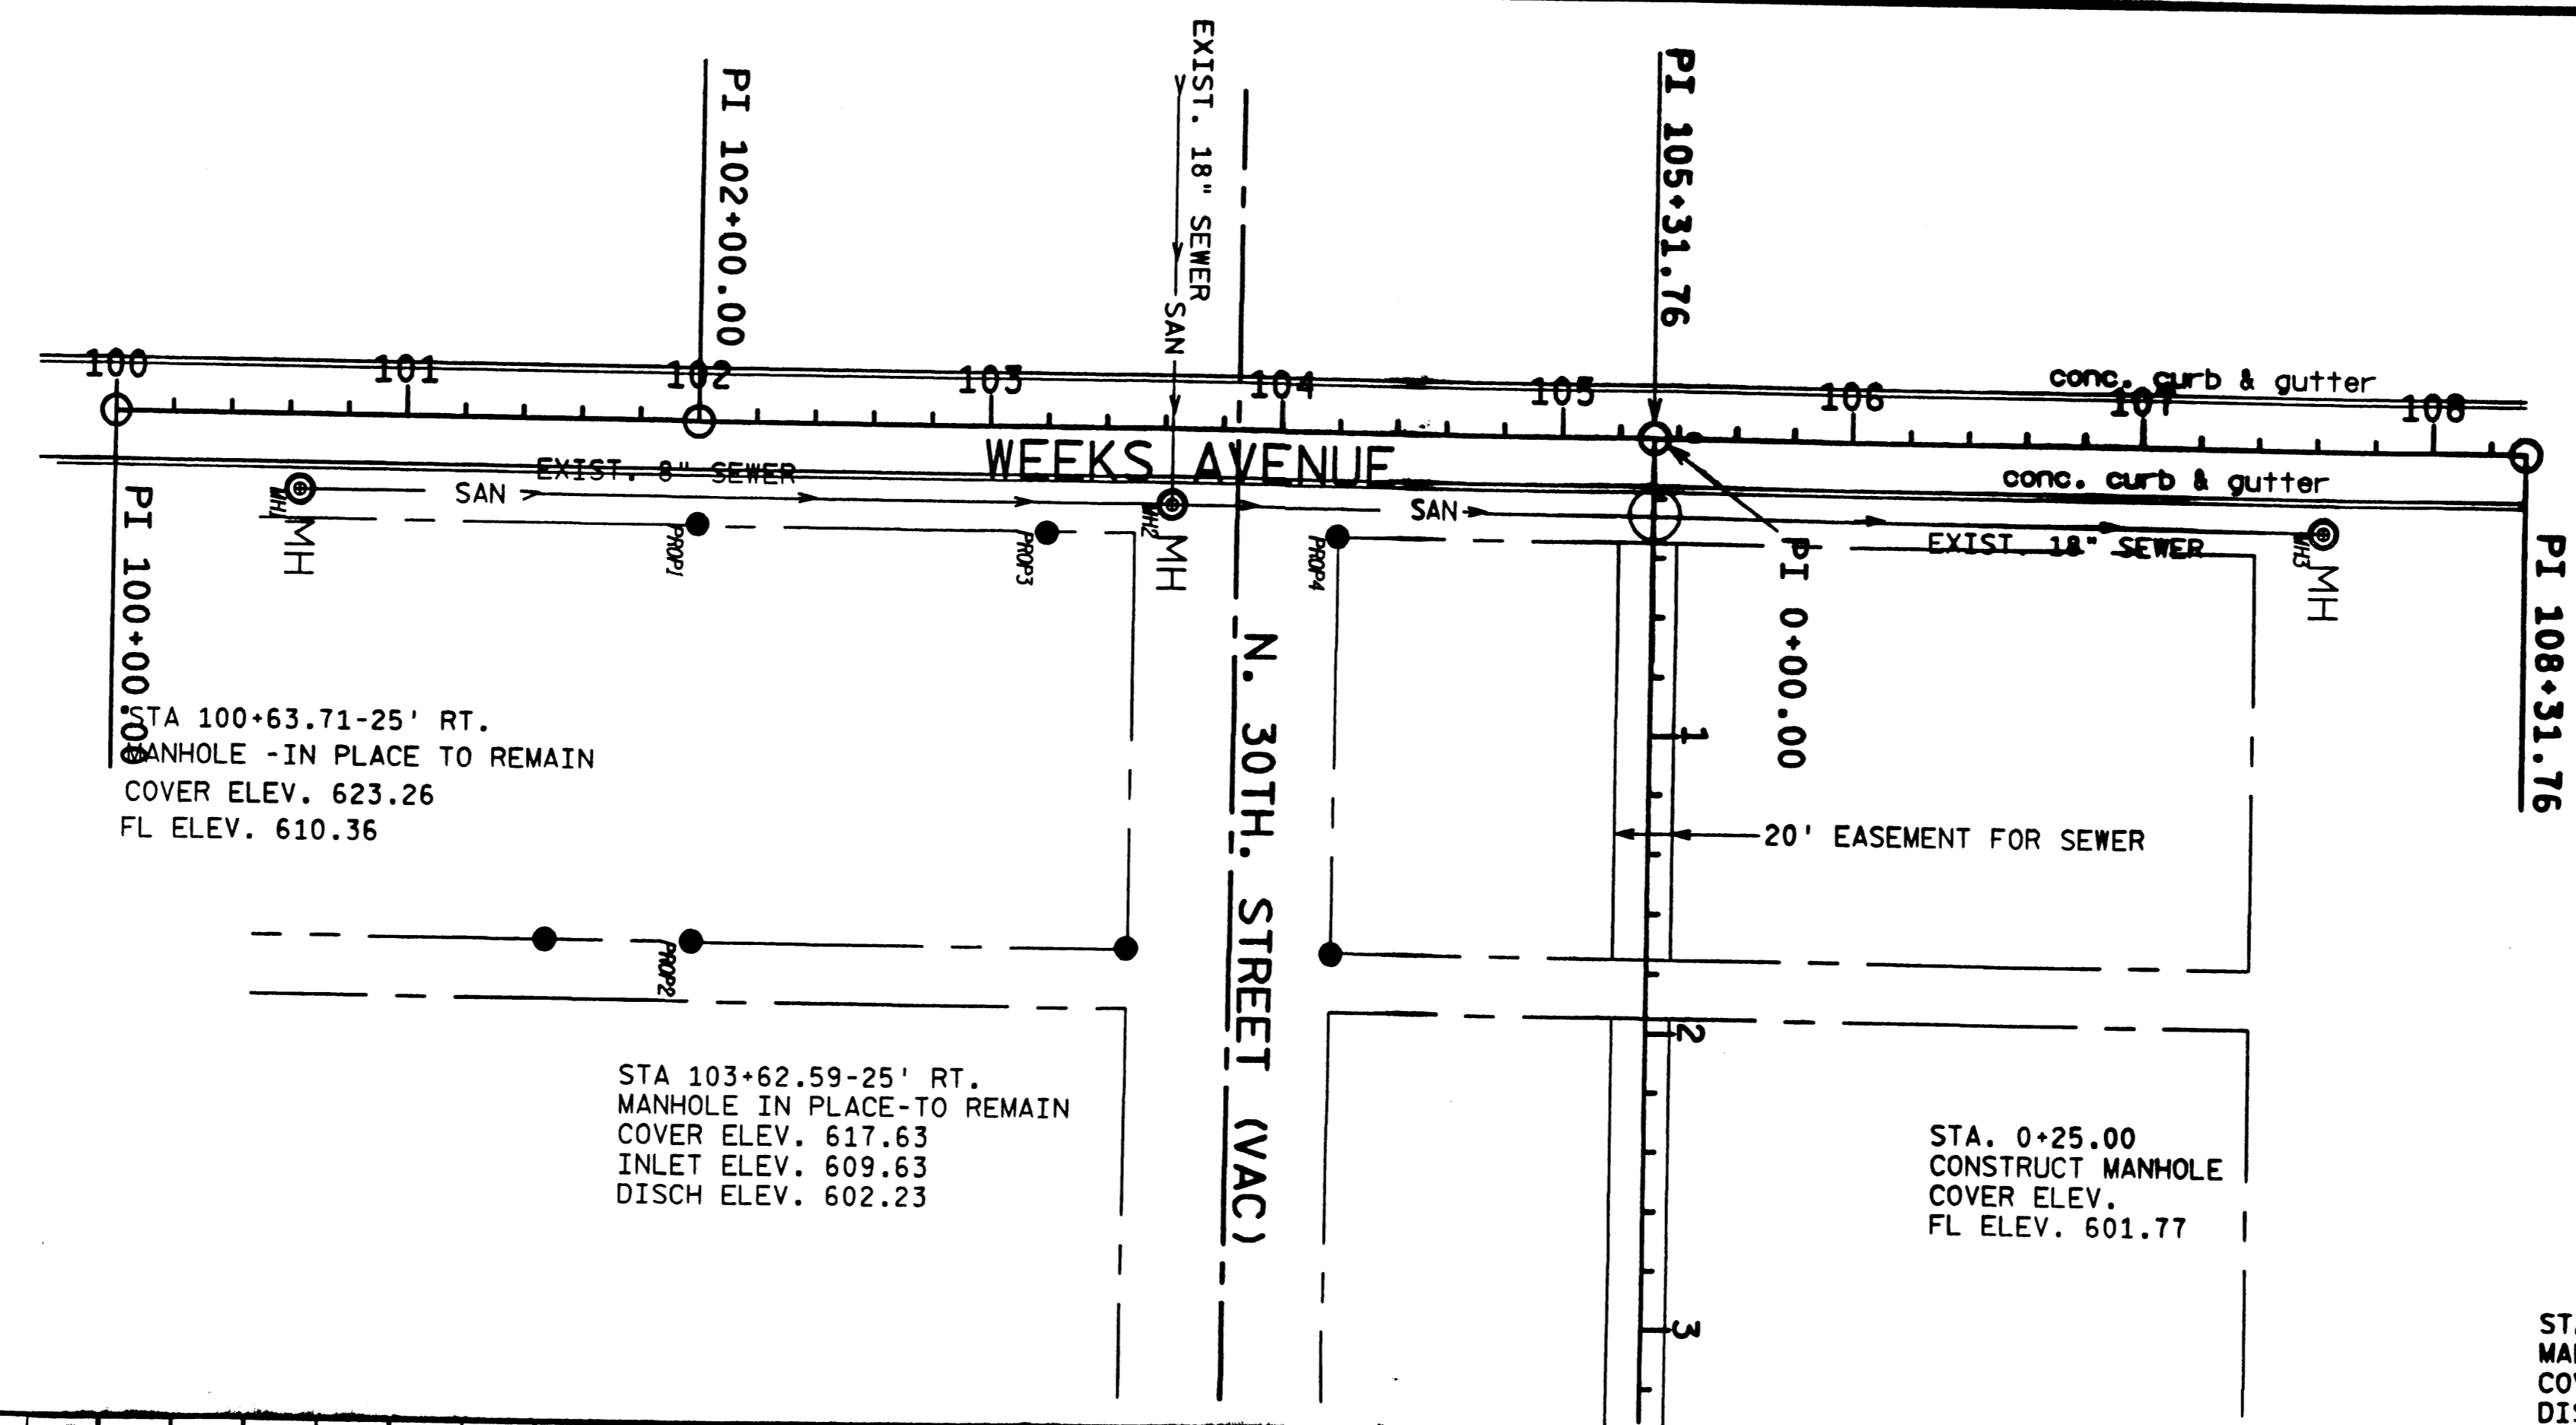 EXIST. 18" SEWER
SAN
PI 102+00.00
PI 105+31.76
100
101
102
103
104
105
106
107
108
conc. curb & gutter
WEEKS AVENUE
EXIST. 8" SEWER
SAN
SAN
conc. curb & gutter
EXIST. 18" SEWER
MH1
MH
PROP1
PROP3
MH2
MH
PROP4
MH3
MH
PI 100+00.00
PI 0+00.00
PI 108+31.76
N. 30TH. STREET (VAC)
STA 100+63.71-25' RT.
MANHOLE -IN PLACE TO REMAIN
COVER ELEV. 623.26
FL ELEV. 610.36
1
20' EASEMENT FOR SEWER
PROP2
2
STA 103+62.59-25' RT.
MANHOLE IN PLACE-TO REMAIN
COVER ELEV. 617.63
INLET ELEV. 609.63
DISCH ELEV. 602.23
STA. 0+25.00
CONSTRUCT MANHOLE
COVER ELEV.
FL ELEV. 601.77
3